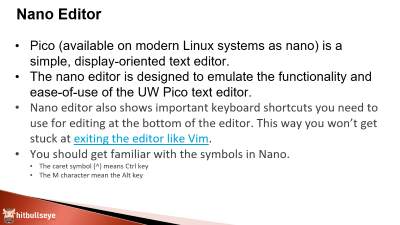 Nano Editor
• Pico (available on modern Linux systems as nano) is a
simple, display-oriented text editor.
• The nano editor is designed to emulate the functionality and
ease-of-use of the UW Pico text editor.
• Nano editor also shows important keyboard shortcuts you need to
use for editing at the bottom of the editor. This way you won’t get
stuck at exiting the editor like Vim.
• You should get familiar with the symbols in Nano.
• The caret symbol (^) means Ctrl key
• The M character mean the Alt key
hitbullseye